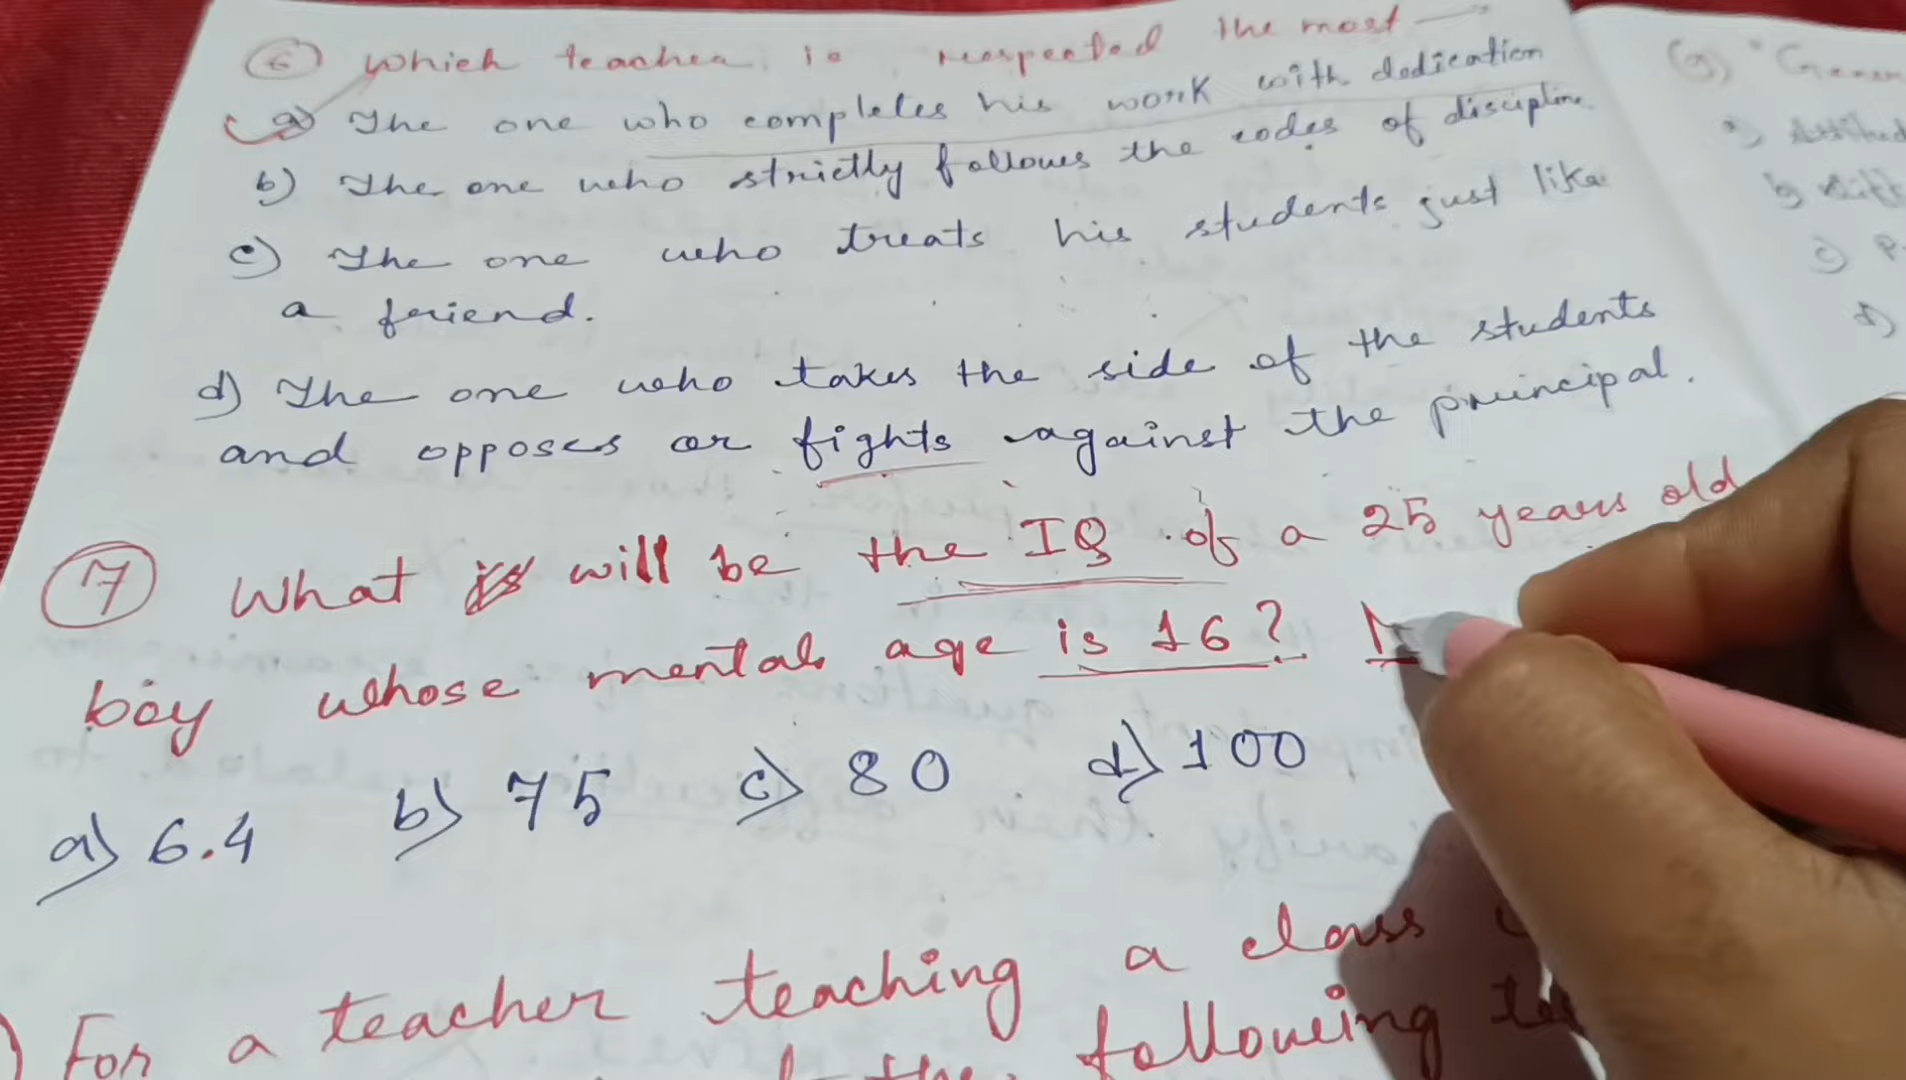 6 Which teacher is respected the most →
a) The one who completes his work with dedication
b) The one who strictly follows the codes of discipline.
c) The one who treats his students just like
a friend.
d) The one who takes the side of the students
and opposes or fights against the principal.
7 What is will be the IQ of a 25 years old
boy whose mental age is 16?
a) 6.4 b) 75 c) 80 d) 100
For a teacher teaching a class
the following
(9)
a)
b)
c) P
d)